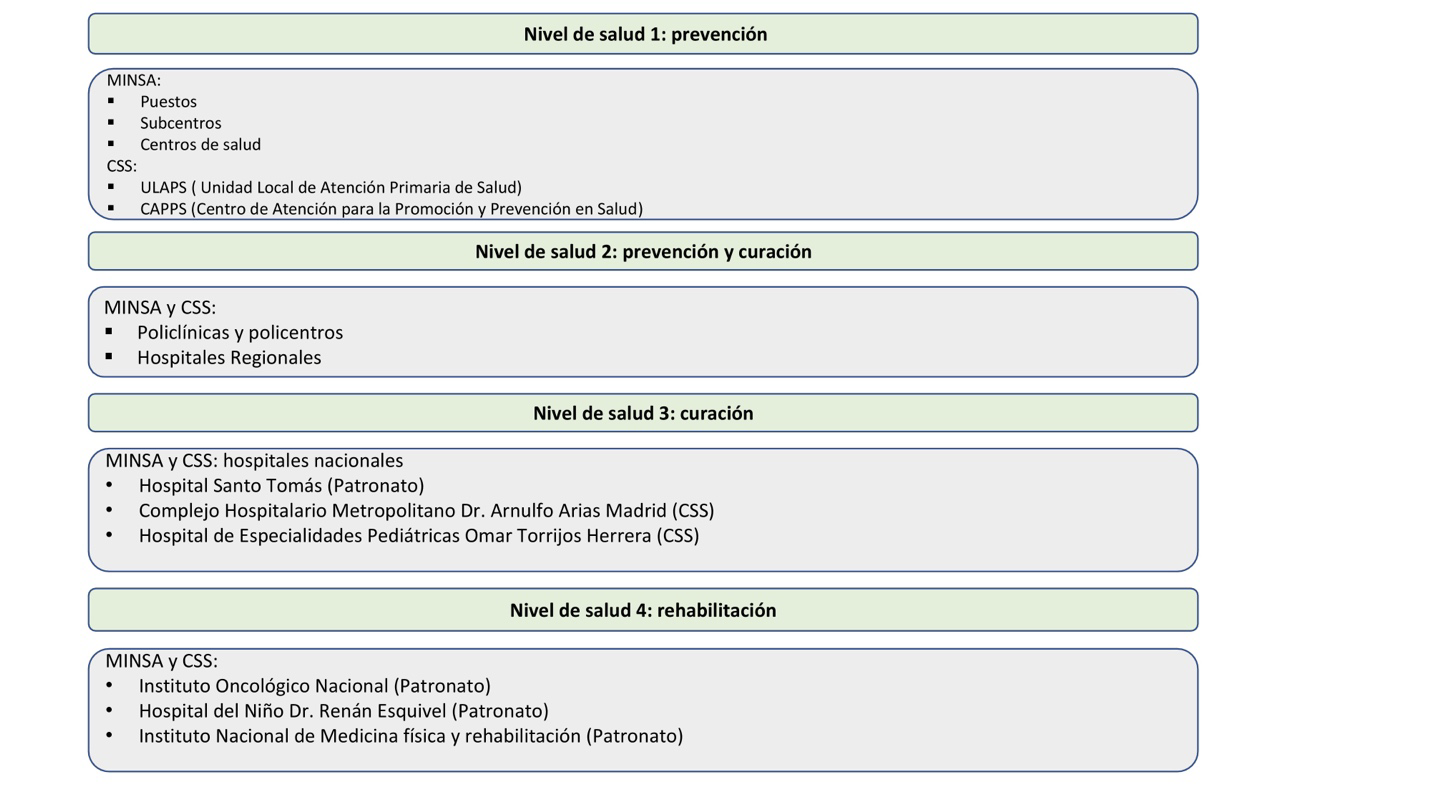 Nivel de salud 1: prevención
MINSA:
▪ Puestos
▪ Subcentros
▪ Centros de salud
CSS:
▪ ULAPS ( Unidad Local de Atención Primaria de Salud)
▪ CAPPS (Centro de Atención para la Promoción y Prevención en Salud)
Nivel de salud 2: prevención y curación
MINSA y CSS:
▪ Policlínicas y policentros
▪ Hospitales Regionales
Nivel de salud 3: curación
MINSA y CSS: hospitales nacionales
• Hospital Santo Tomás (Patronato)
• Complejo Hospitalario Metropolitano Dr. Arnulfo Arias Madrid (CSS)
• Hospital de Especialidades Pediátricas Omar Torrijos Herrera (CSS)
Nivel de salud 4: rehabilitación
MINSA y CSS:
• Instituto Oncológico Nacional (Patronato)
• Hospital del Niño Dr. Renán Esquivel (Patronato)
• Instituto Nacional de Medicina física y rehabilitación (Patronato)